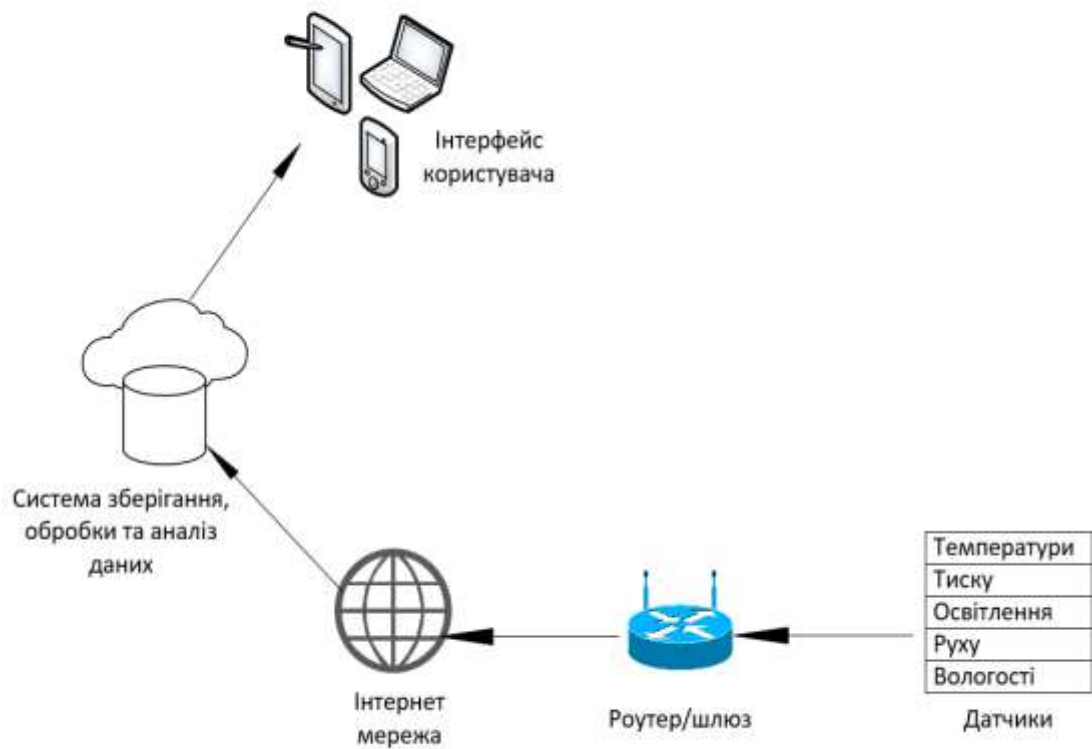 Інтерфейс
користувача
Система зберігання,
обробки та аналіз
даних
Інтернет
мережа
Роутер/шлюз
Температури
Тиску
Освітлення
Руху
Вологості
Датчики